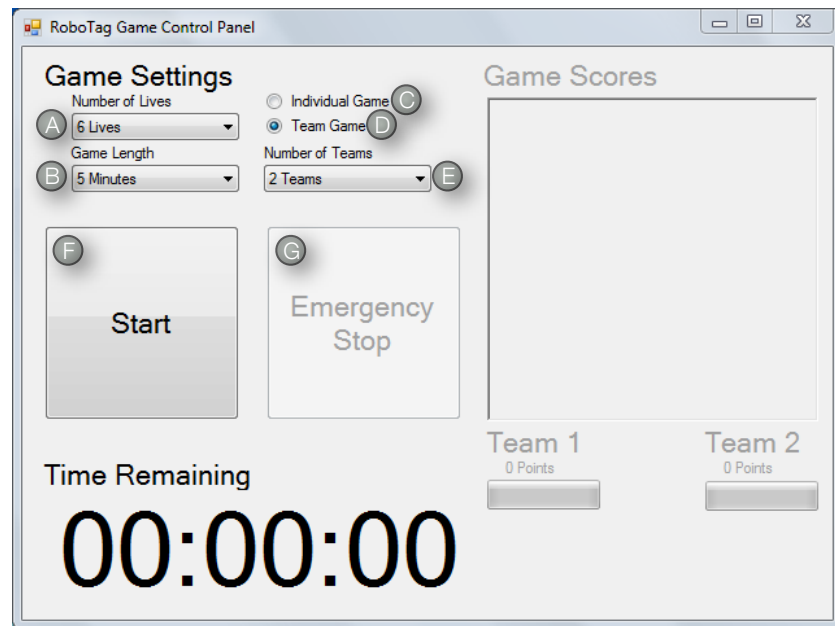 RoboTag Game Control Panel
Game Settings
Number of Lives
A
6 Lives
Game Length
B
5 Minutes
Individual Game
C
Team Game
D
Number of Teams
2 Teams
E
F
Start
G
Emergency
Stop
Time Remaining
00:00:00
Game Scores
Team 1
0 Points
Team 2
0 Points